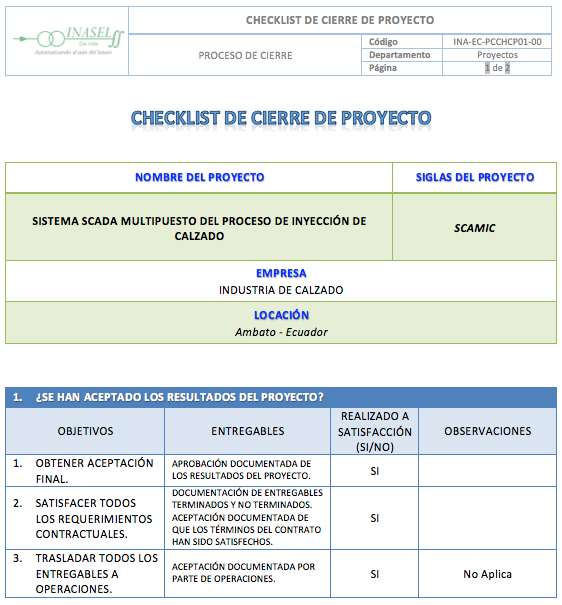 INASEL
Cía. Ltda.
Automatizando al país del futuro
CHECKLIST DE CIERRE DE PROYECTO
PROCESO DE CIERRE
Código
INA-EC-PCCHCP01-00
Departamento
Proyectos
Página
1 de 2
CHECKLIST DE CIERRE DE PROYECTO
NOMBRE DEL PROYECTO
SIGLAS DEL PROYECTO
SISTEMA SCADA MULTIPUESTO DEL PROCESO DE INYECCIÓN DE
CALZADO
SCAMIC
EMPRESA
INDUSTRIA DE CALZADO
LOCACIÓN
Ambato - Ecuador
1. ¿SE HAN ACEPTADO LOS RESULTADOS DEL PROYECTO?
OBJETIVOS
ENTREGABLES
REALIZADO A
SATISFACCIÓN
(SI/NO)
OBSERVACIONES
1. OBTENER ACEPTACIÓN
FINAL.
APROBACIÓN DOCUMENTADA DE
LOS RESULTADOS DEL PROYECTO.
SI
2. SATISFACER TODOS
LOS REQUERIMIENTOS
CONTRACTUALES.
DOCUMENTACIÓN DE ENTREGABLES
TERMINADOS Y NO TERMINADOS.
ACEPTACIÓN DOCUMENTADA DE
QUE LOS TÉRMINOS DEL CONTRATO
HAN SIDO SATISFECHOS.
SI
3. TRASLADAR TODOS LOS
ENTREGABLES A
OPERACIONES.
ACEPTACIÓN DOCUMENTADA POR
PARTE DE OPERACIONES.
SI
No Aplica